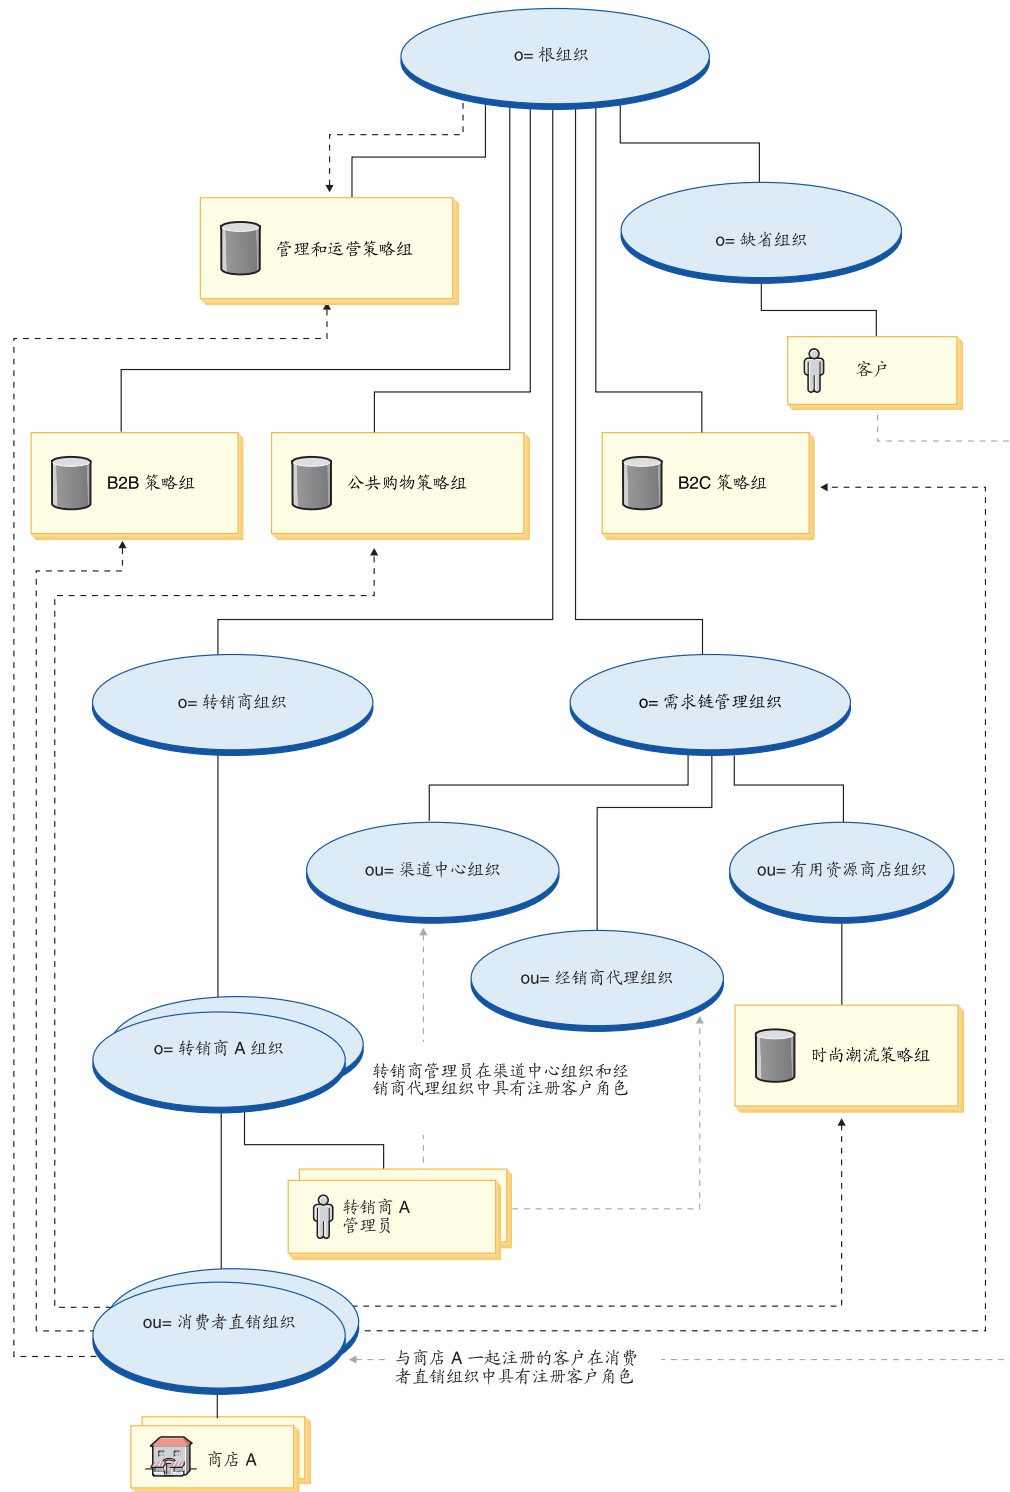 o= 根组织
管理和运营策略组
o= 缺省组织
客户
B2B 策略组
公共购物策略组
B2C 策略组
o= 转销商组织
o= 需求链管理组织
ou= 渠道中心组织
ou= 有用资源商店组织
ou= 经销商代理组织
o= 转销商 A 组织
时尚潮流策略组
转销商管理员在渠道中心组织和经
销商代理组织中具有注册客户角色
转销商 A
管理员
ou= 消费者直销组织
与商店 A 一起注册的客户在消费
者直销组织中具有注册客户角色
商店 A